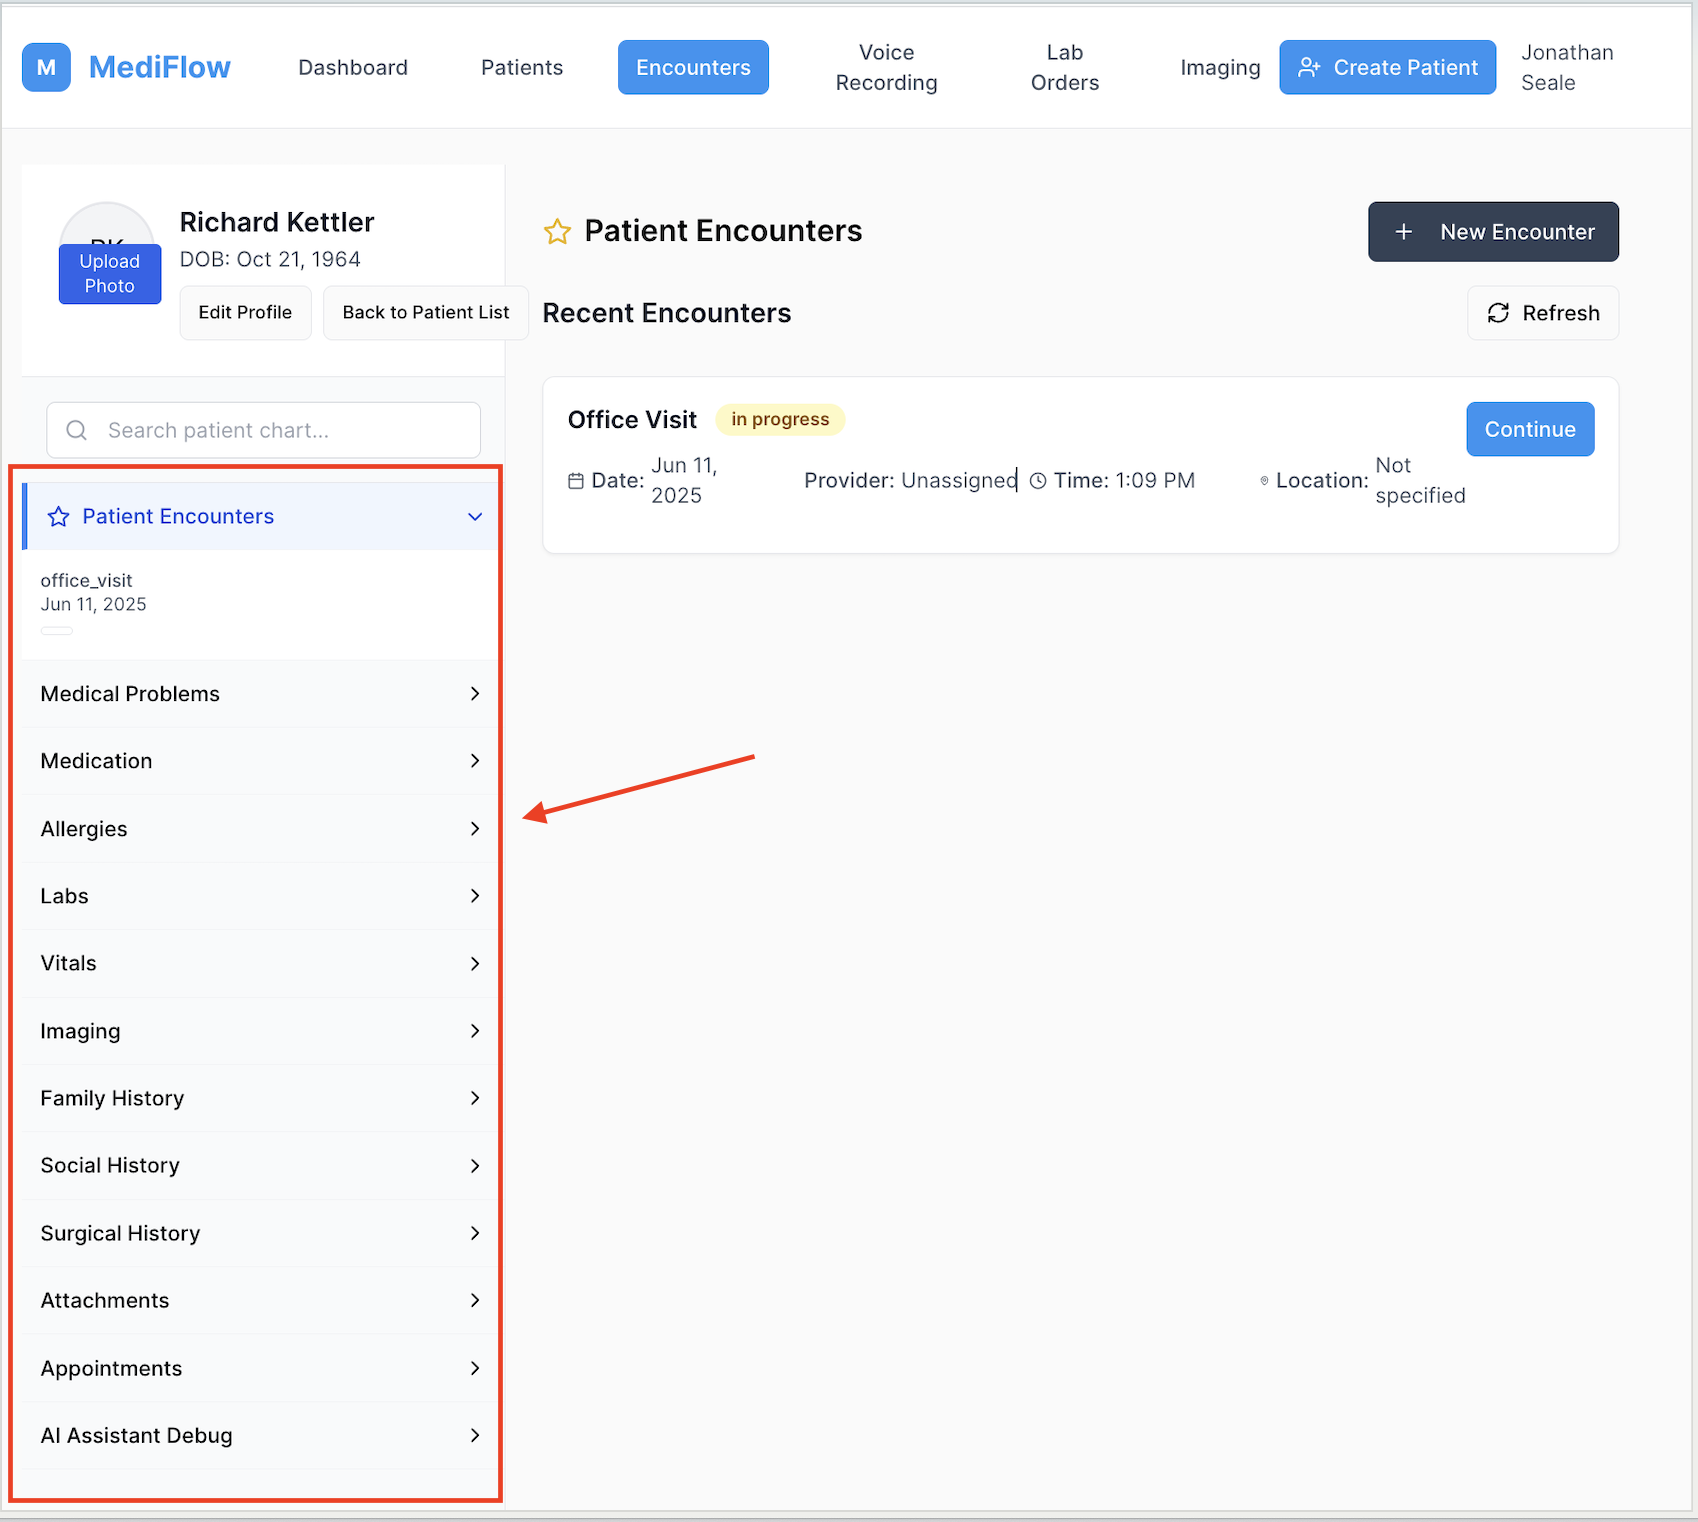 M MediFlow Dashboard Patients Encounters Voice Recording Lab Orders Imaging Create Patient Jonathan Seale
Richard Kettler
DOB: Oct 21, 1964
Upload
Photo
Edit Profile Back to Patient List
Search patient chart...
Patient Encounters
office_visit
Jun 11, 2025
Medical Problems
Medication
Allergies
Labs
Vitals
Imaging
Family History
Social History
Surgical History
Attachments
Appointments
AI Assistant Debug
Patient Encounters
+ New Encounter
Recent Encounters
Refresh
Office Visit in progress
Continue
Date: Jun 11, 2025 Provider: Unassigned Time: 1:09 PM Location: Not specified